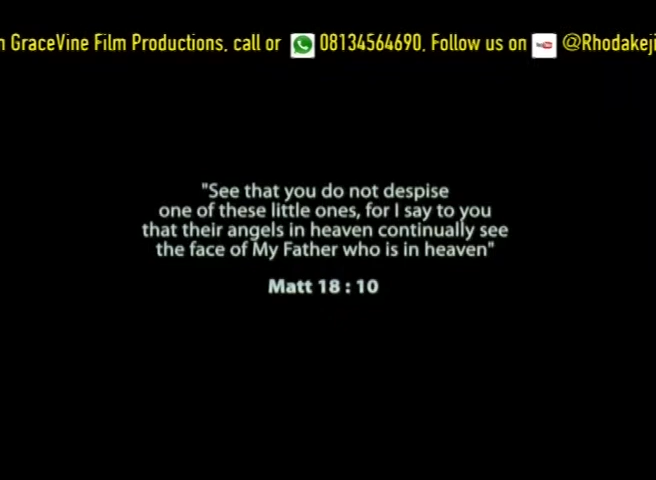 GraceVine Film Productions, call or 08134564690, Follow us on @Rhodakeji
"See that you do not despise
one of these little ones, for I say to you
that their angels in heaven continually see
the face of My Father who is in heaven"
Matt 18 : 10